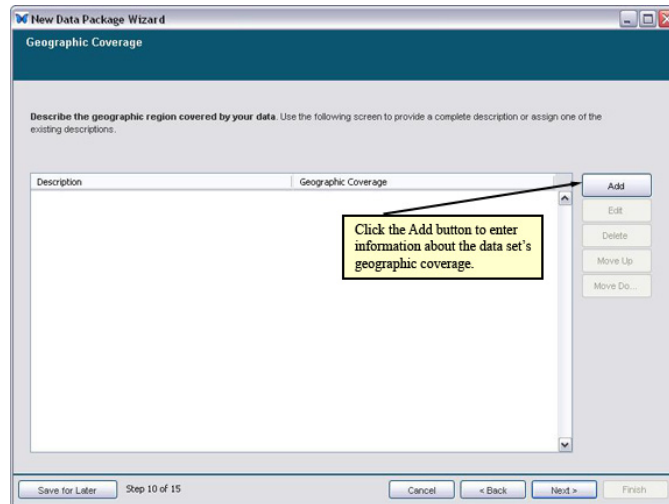 New Data Package Wizard
Geographic Coverage
Describe the geographic region covered by your data. Use the following screen to provide a complete description or assign one of the
existing descriptions.
Description Geographic Coverage
Add
Edit
Delete
Move Up
Move Do...
Click the Add button to enter
information about the data set's
geographic coverage.
Save for Later Step 10 of 15 Cancel < Back Next > Finish